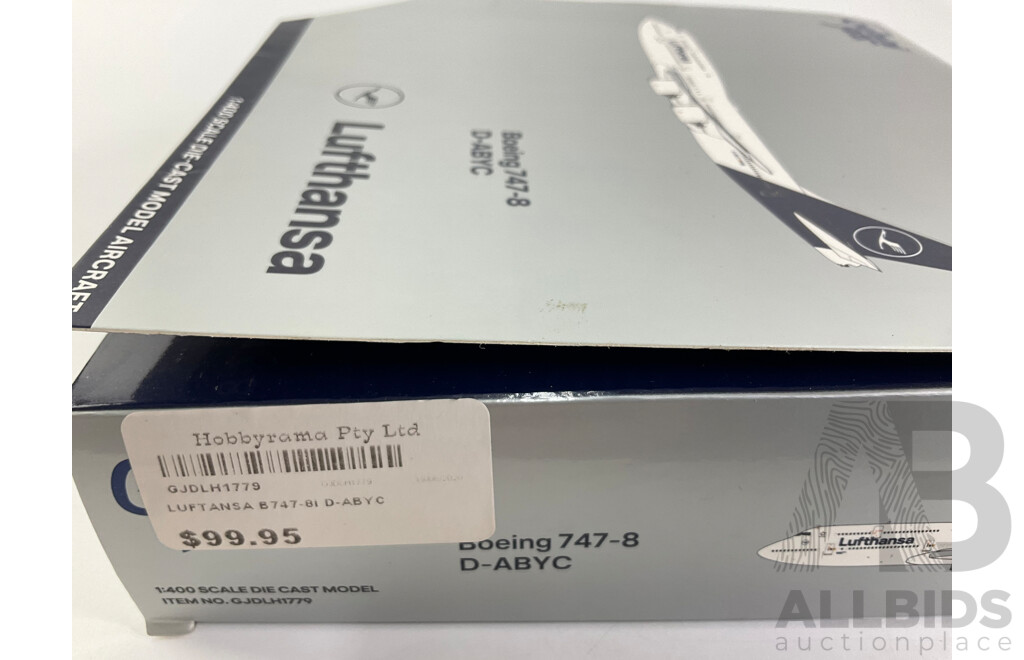 1:400 SCALE DIE-CAST MODEL AIRCRAFT
Lufthansa
Boeing 747-8
D-ABYC
Hobbyrama Pty Ltd
GJDLH1779
LUFTANSA B747-8i D-ABYC
$99.95
Boeing 747-8
D-ABYC
1:400 SCALE DIE CAST MODEL
ITEM NO. GJDLH1779
Lufthansa
AB
ALLBIDS
auctionplace